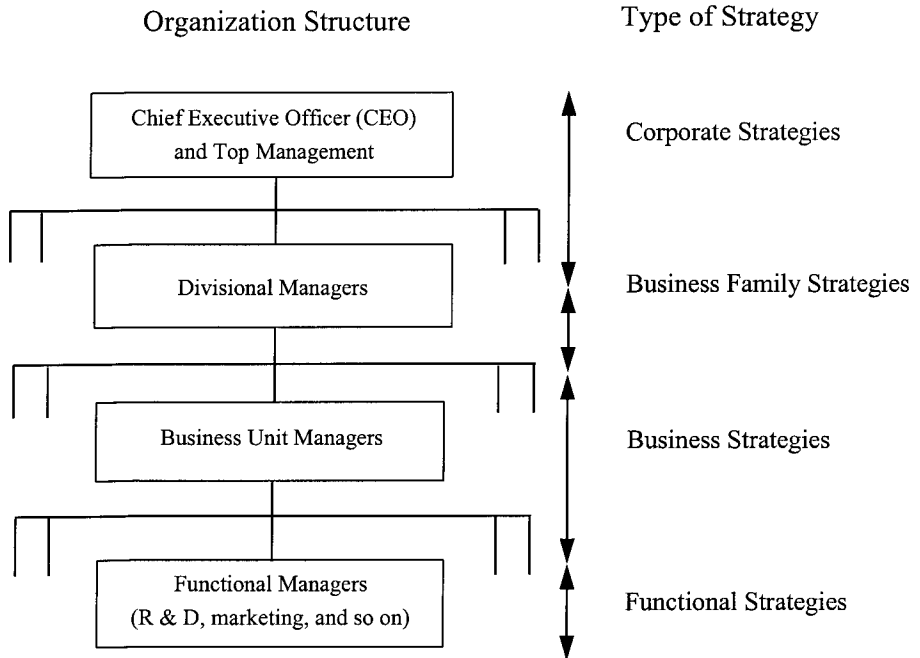 Organization Structure
Type of Strategy
Chief Executive Officer (CEO)
and Top Management
Corporate Strategies
Divisional Managers
Business Family Strategies
Business Unit Managers
Business Strategies
Functional Managers
(R & D, marketing, and so on)
Functional Strategies